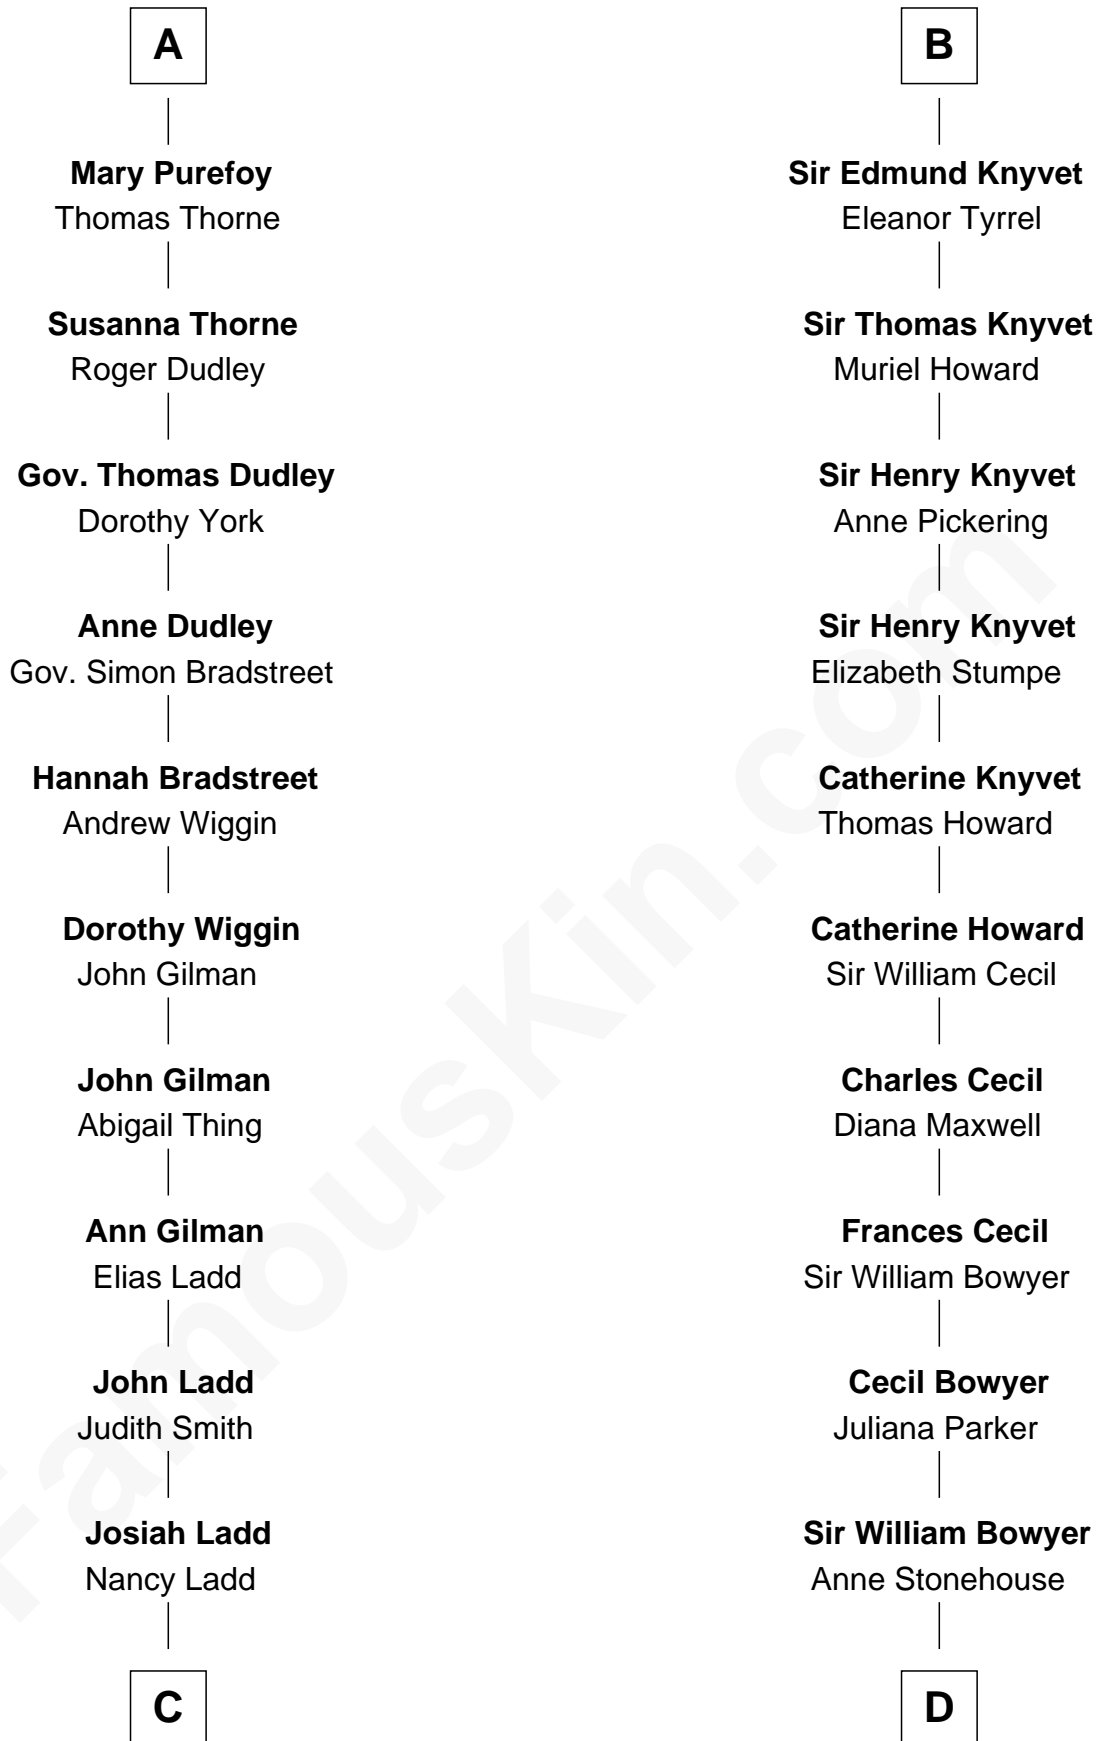 A
Mary Purefoy
Thomas Thorne
Susanna Thorne
Roger Dudley
Gov. Thomas Dudley
Dorothy York
Anne Dudley
Gov. Simon Bradstreet
Hannah Bradstreet
Andrew Wiggin
Dorothy Wiggin
John Gilman
John Gilman
Abigail Thing
Ann Gilman
Elias Ladd
John Ladd
Judith Smith
Josiah Ladd
Nancy Ladd
C
B
Sir Edmund Knyvet
Eleanor Tyrrel
Sir Thomas Knyvet
Muriel Howard
Sir Henry Knyvet
Anne Pickering
Sir Henry Knyvet
Elizabeth Stumpe
Catherine Knyvet
Thomas Howard
Catherine Howard
Sir William Cecil
Charles Cecil
Diana Maxwell
Frances Cecil
Sir William Bowyer
Cecil Bowyer
Juliana Parker
Sir William Bowyer
Anne Stonehouse
D
FamousKin.com